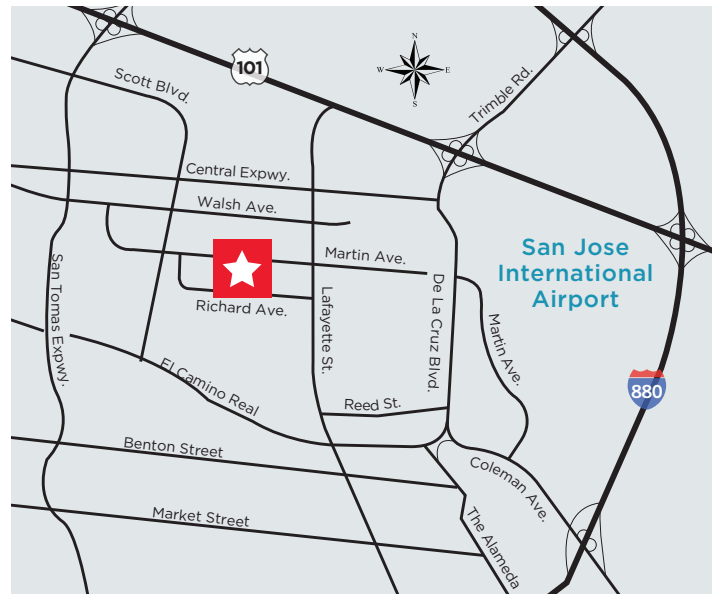 N
W
E
S
101
Scott Blvd.
Trimble Rd.
Central Expwy.
Walsh Ave.
San Jose
International
Airport
Martin Ave.
San Tomas Expwy.
Richard Ave.
Lafayette St.
De La Cruz Blvd.
Martin Ave.
880
El Camino Real
Reed St.
Benton Street
Coleman Ave.
Market Street
The Alameda